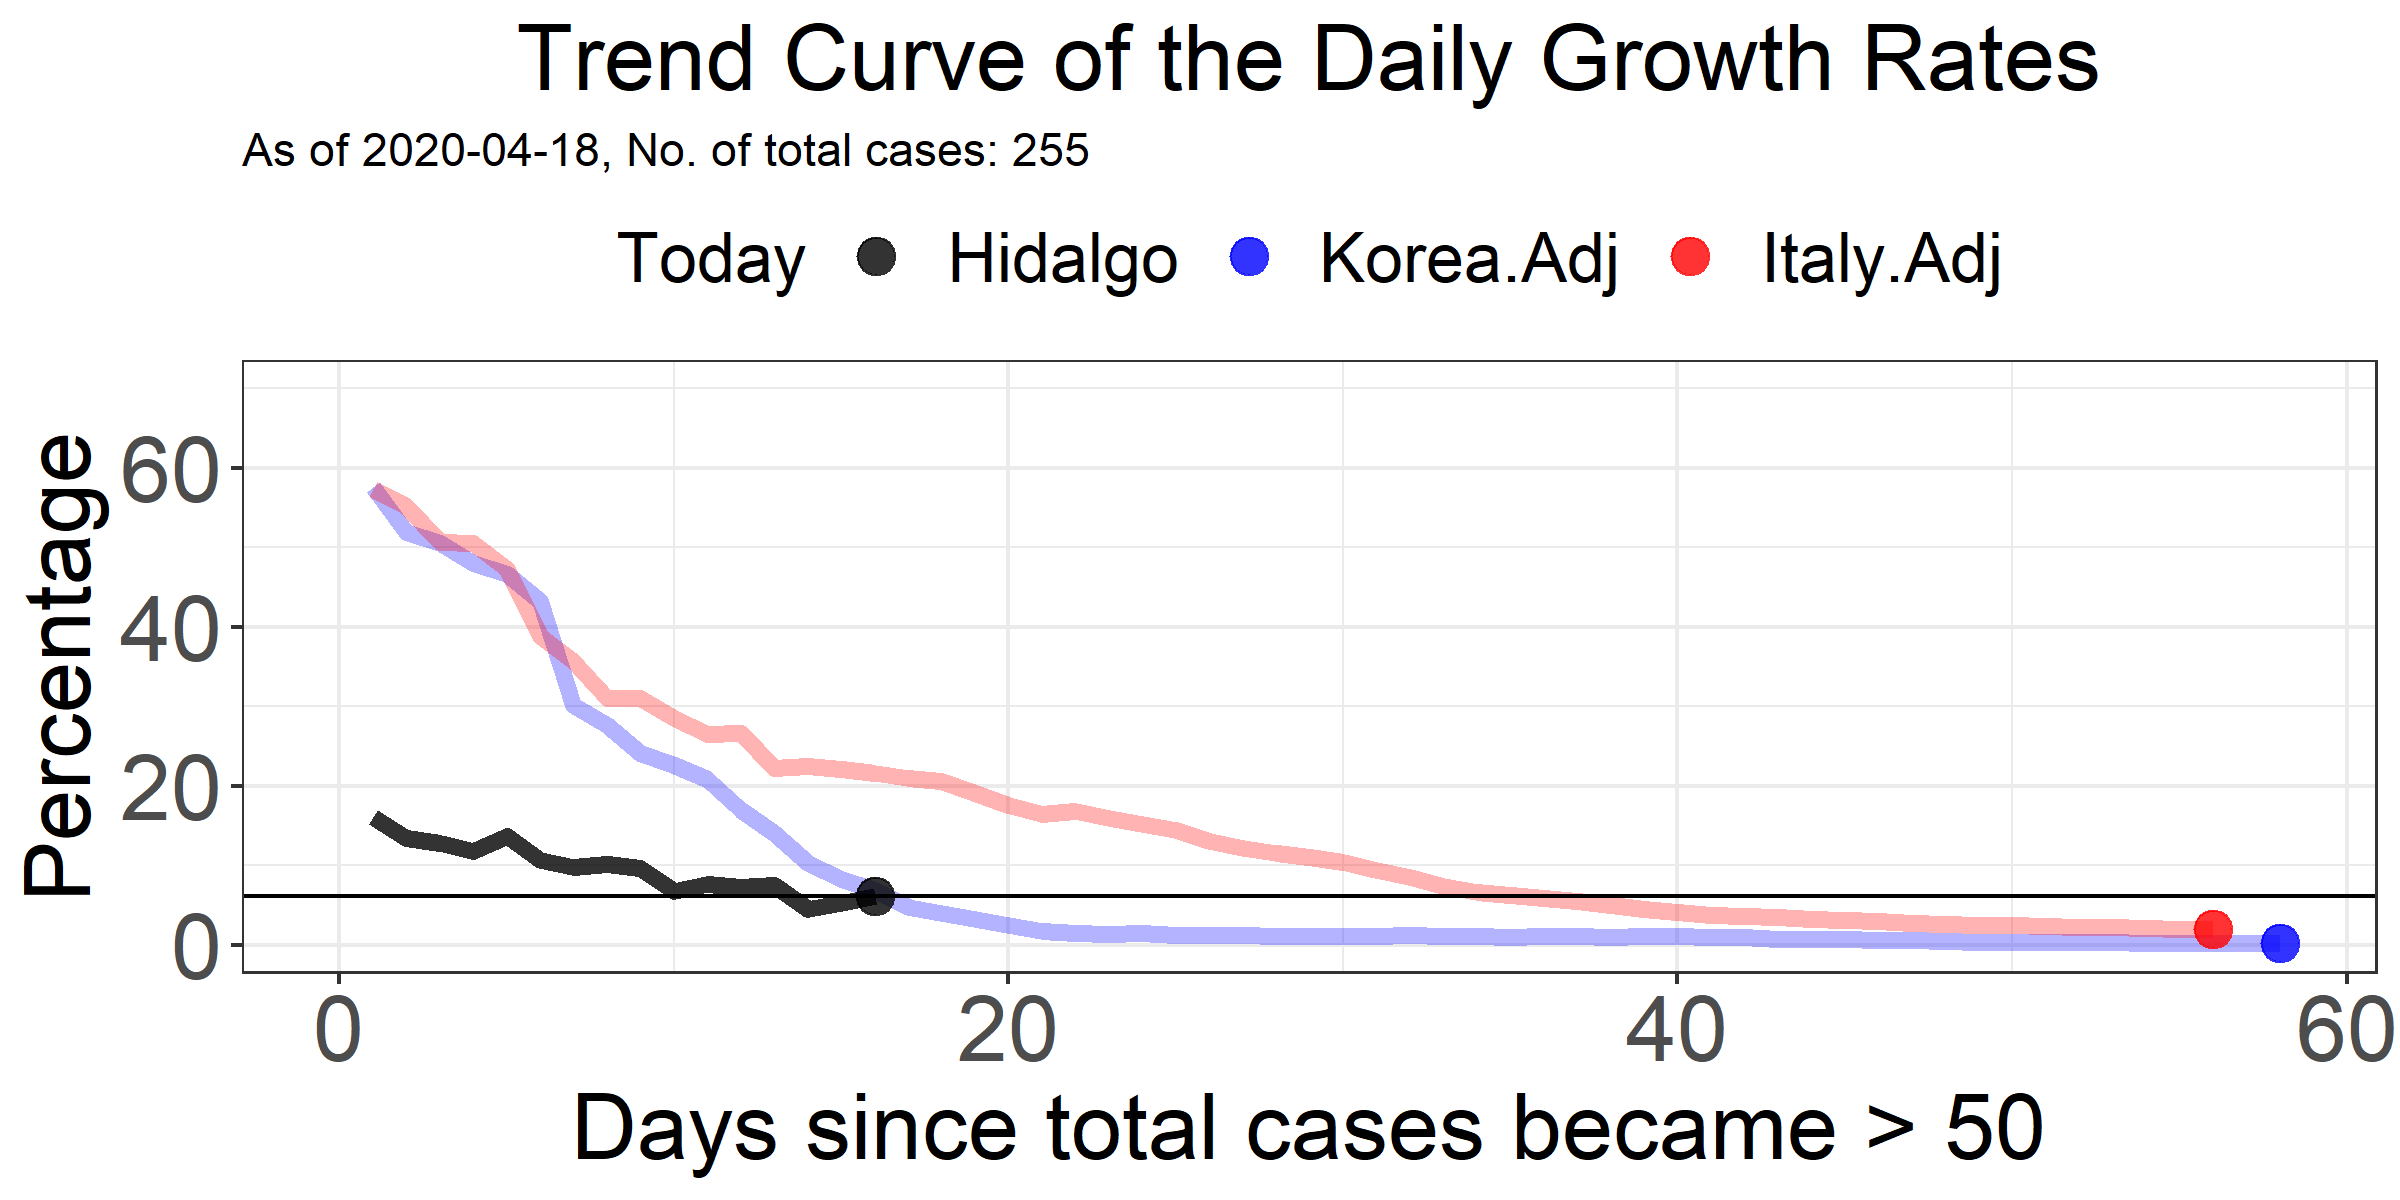 Trend Curve of the Daily Growth Rates
As of 2020-04-18, No. of total cases: 255
Today Hidalgo Korea.Adj Italy.Adj
Percentage
60
40
20
0
0 20 40 60
Days since total cases became > 50